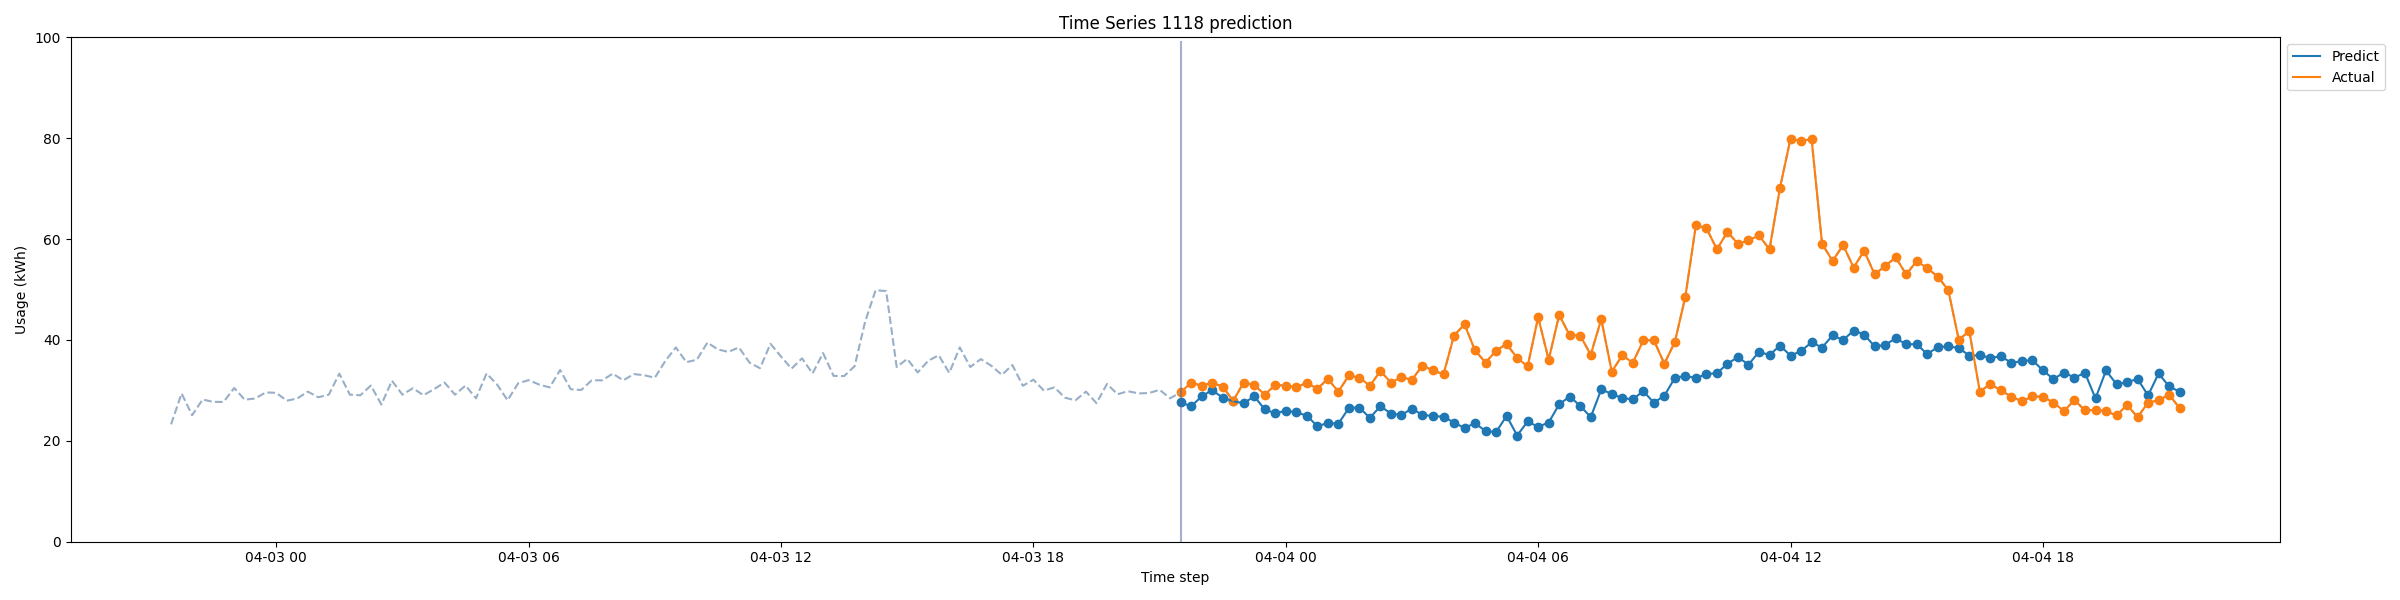 Time Series 1118 prediction
100
80
60
40
20
0
Usage (kWh)
Predict
Actual
04-03 00
04-03 06
04-03 12
04-03 18
04-04 00
04-04 06
04-04 12
04-04 18
Time step